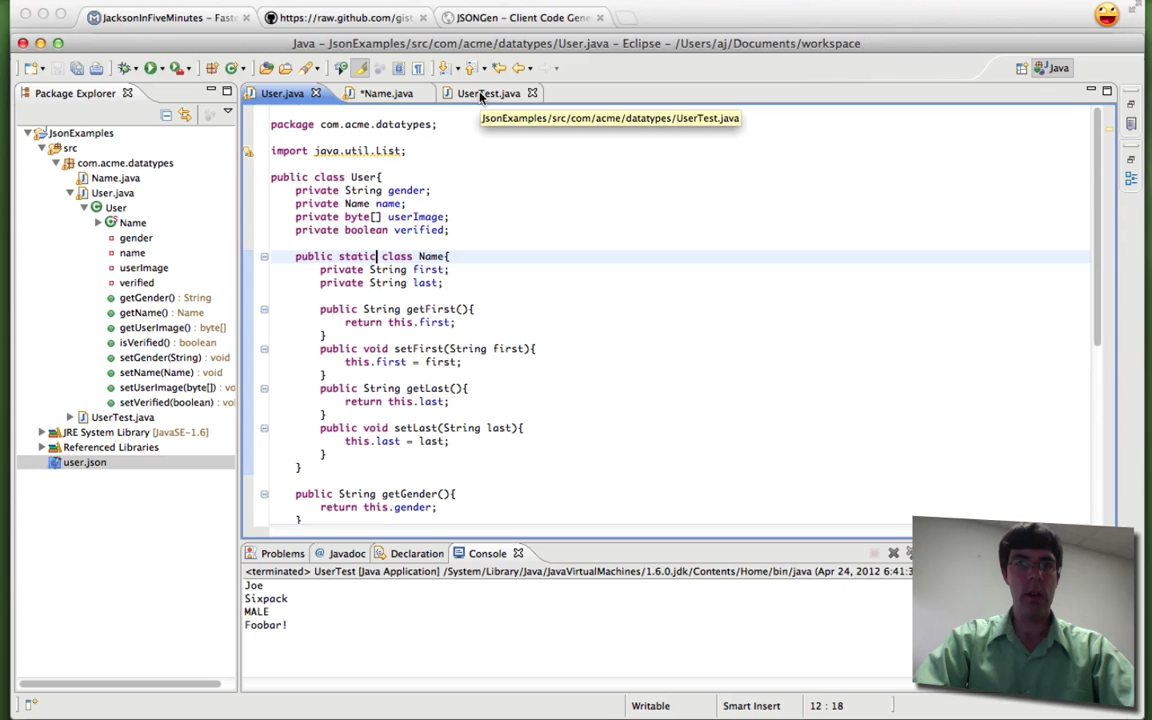 JacksonInFiveMinutes - Fast
https://raw.github.com/gist
JSONGen - Client Code Gene
Java - JsonExamples/src/com/acme/datatypes/User.java - Eclipse - /Users/aj/Documents/workspace
Java
Package Explorer
User.java
*Name.java
UserTest.java
JsonExamples/src/com/acme/datatypes/UserTest.java
JsonExamples
src
com.acme.datatypes
Name.java
User.java
User
Name
gender
name
userImage
verified
getGender() : String
getName() : Name
getUserImage() : byte[]
isVerified() : boolean
setGender(String) : void
setName(Name) : void
setUserImage(byte[]) : vo
setVerified(boolean) : vo
UserTest.java
JRE System Library [JavaSE-1.6]
Referenced Libraries
user.json
package com.acme.datatypes;
import java.util.List;
public class User{
private String gender;
private Name name;
private byte[] userImage;
private boolean verified;
public static class Name{
private String first;
private String last;
public String getFirst(){
return this.first;
}
public void setFirst(String first){
this.first = first;
}
public String getLast(){
return this.last;
}
public void setLast(String last){
this.last = last;
}
}
public String getGender(){
return this.gender;
}
Problems
Javadoc
Declaration
Console
<terminated> UserTest [Java Application] /System/Library/Java/JavaVirtualMachines/1.6.0.jdk/Contents/Home/bin/java (Apr 24, 2012 6:41:3
Joe
Sixpack
MALE
Foobar!
Writable
Smart Insert
12 : 18